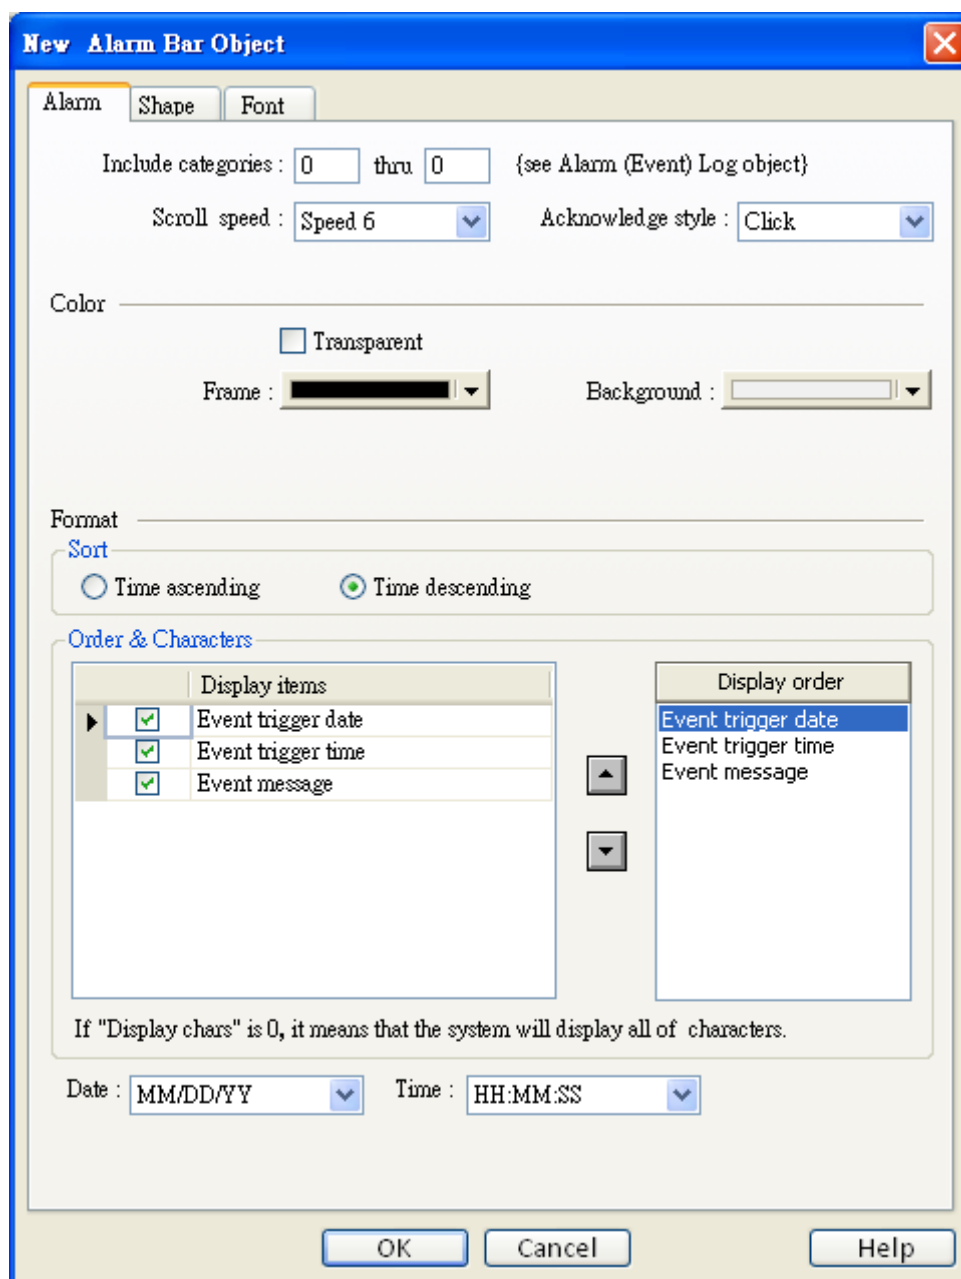 New Alarm Bar Object
Alarm Shape Font
Include categories : 0 thru 0 {see Alarm (Event) Log object}
Scroll speed : Speed 6 Acknowledge style : Click
Color
Transparent
Frame : Background :
Format
Sort
Time ascending Time descending
Order & Characters
Display items Display order
Event trigger date Event trigger date
Event trigger time Event trigger time
Event message Event message
If "Display chars" is 0, it means that the system will display all of characters.
Date : MM/DD/YY Time : HH:MM:SS
OK Cancel Help